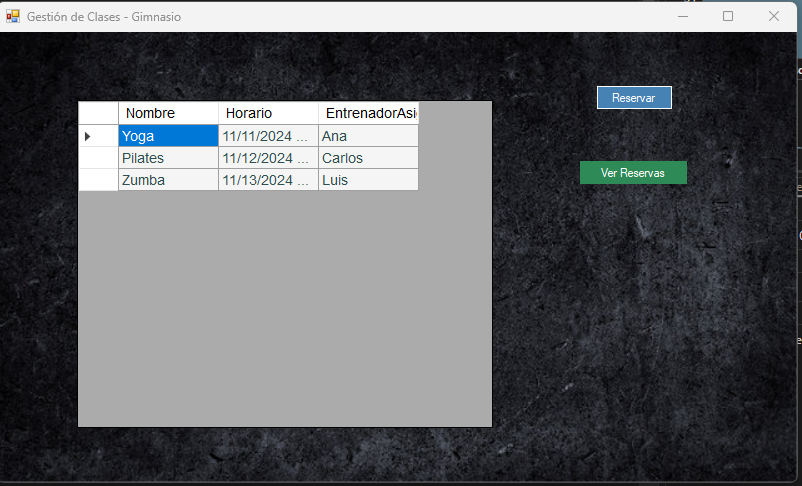 Gestión de Clases - Gimnasio
Reservar
Nombre Horario EntrenadorAsi
Yoga 11/11/2024 ... Ana
Pilates 11/12/2024 ... Carlos
Zumba 11/13/2024 ... Luis
Ver Reservas